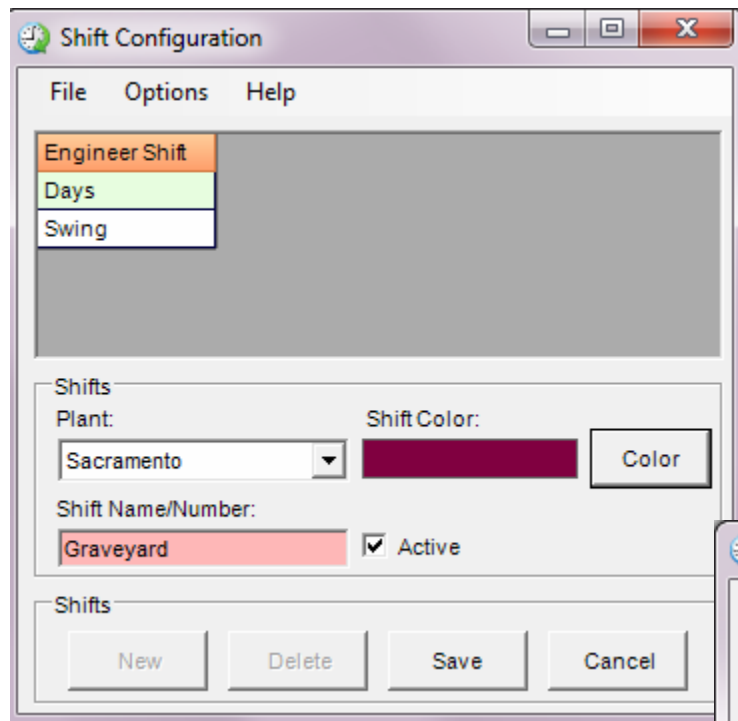 Shift Configuration
File Options Help
Engineer Shift
Days
Swing
Shifts
Plant: Shift Color:
Sacramento Color
Shift Name/Number:
Graveyard Active
Shifts
New Delete Save Cancel